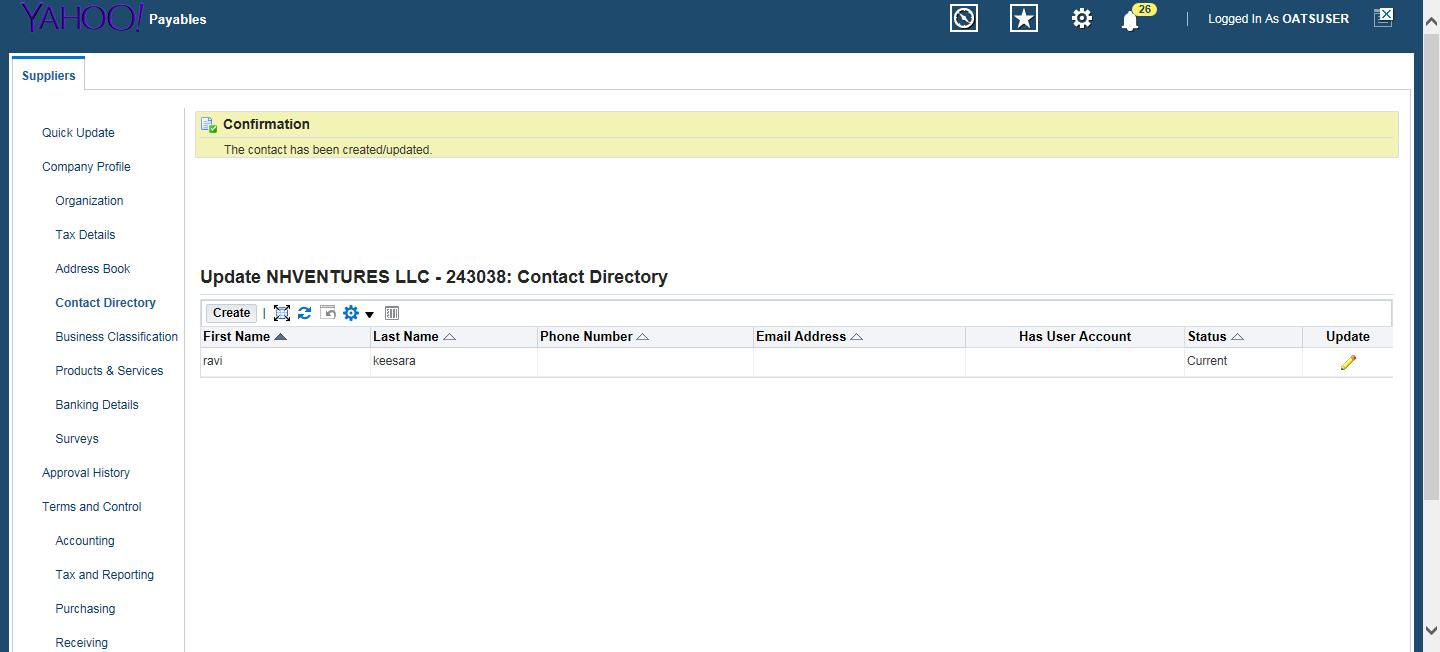 YAHOO! Payables 26 | Logged In As OATSUSER
Suppliers
Quick Update
Company Profile
Organization
Tax Details
Address Book
Contact Directory
Business Classification
Products & Services
Banking Details
Surveys
Approval History
Terms and Control
Accounting
Tax and Reporting
Purchasing
Receiving
Confirmation
The contact has been created/updated.
Update NHVENTURES LLC - 243038: Contact Directory
Create |
First Name Last Name Phone Number Email Address Has User Account Status Update
ravi keesara Current